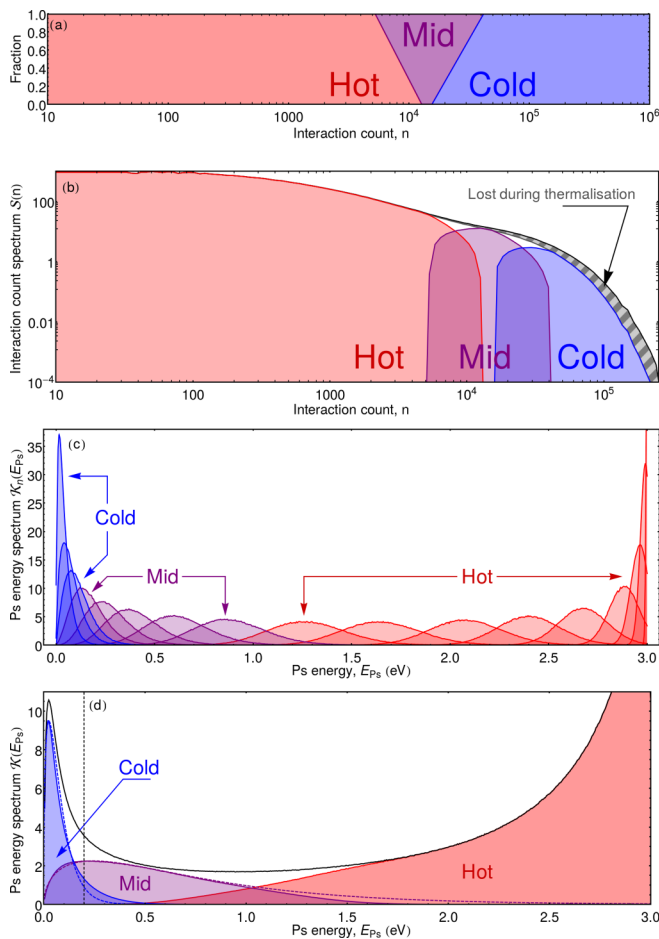 (a)
Fraction
1.0
0.8
0.6
0.4
0.2
0.0
Mid
Hot
Cold
10
100
1000
10⁴
10⁵
10⁶
Interaction count, n
(b)
Interaction count spectrum S(n)
100
1
0.01
10⁻⁴
Lost during thermalisation
Hot
Mid
Cold
10
100
1000
10⁴
10⁵
Interaction count, n
(c)
Ps energy spectrum 𝒦ₙ(E_Ps)
35
30
25
20
15
10
5
0
Cold
Mid
Hot
0.0
0.5
1.0
1.5
2.0
2.5
3.0
Ps energy, E_Ps (eV)
(d)
Ps energy spectrum 𝒦(E_Ps)
10
8
6
4
2
0
Cold
Mid
Hot
0.0
0.5
1.0
1.5
2.0
2.5
3.0
Ps energy, E_Ps (eV)